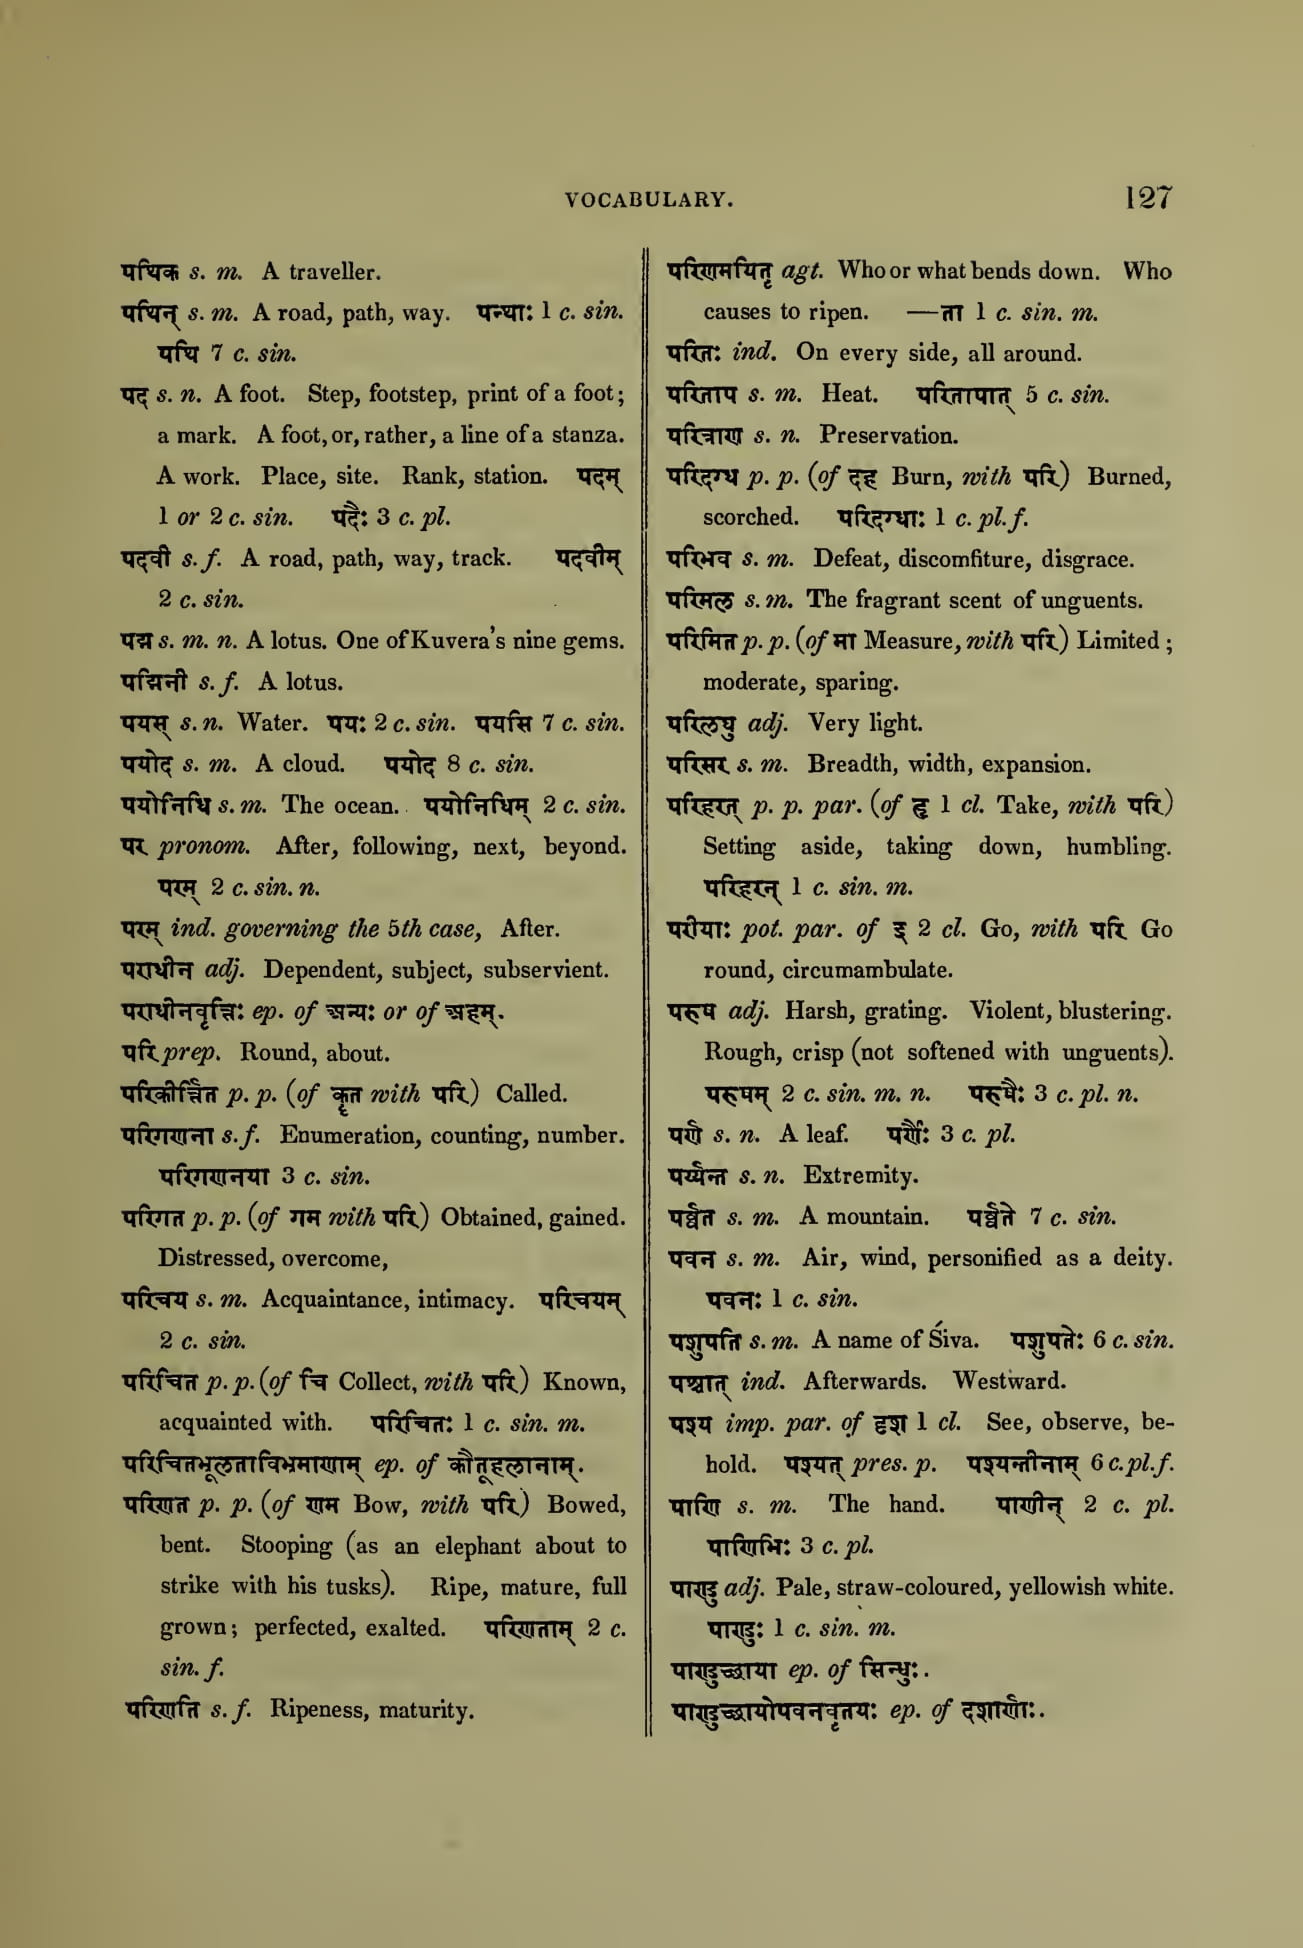 VOCABULARY.
127
पथिक s. m. A traveller.
पथिन् s. m. A road, path, way. पन्थाः 1 c. sin.
पथि 7 c. sin.
पद s. n. A foot. Step, footstep, print of a foot;
a mark. A foot, or, rather, a line of a stanza.
A work. Place, site. Rank, station. पदम्
1 or 2 c. sin. पदैः 3 c. pl.
पदवी s. f. A road, path, way, track. पदवीम्
2 c. sin.
पद्म s. m. n. A lotus. One of Kuvera's nine gems.
पद्मिनी s. f. A lotus.
पयस् s. n. Water. पयः 2 c. sin. पयसि 7 c. sin.
पयोद s. m. A cloud. पयोद 8 c. sin.
पयोनिधि s. m. The ocean. पयोनिधिम् 2 c. sin.
पर pronom. After, following, next, beyond.
परम् 2 c. sin. n.
परम् ind. governing the 5th case, After.
पराधीन adj. Dependent, subject, subservient.
पराधीनवृत्तिः ep. of अन्यः or of अहम्.
परि prep. Round, about.
परिकीर्त्तित p. p. (of कॄत with परि) Called.
परिगणना s. f. Enumeration, counting, number.
परिगणनया 3 c. sin.
परिगत p. p. (of गम with परि) Obtained, gained.
Distressed, overcome,
परिचय s. m. Acquaintance, intimacy. परिचयम्
2 c. sin.
परिचित p. p. (of चि Collect, with परि) Known,
acquainted with. परिचितः 1 c. sin. m.
परिचितभ्रूलताविभ्रमाणाम् ep. of कौतूहलानाम्.
परिणत p. p. (of णम Bow, with परि) Bowed,
bent. Stooping (as an elephant about to
strike with his tusks). Ripe, mature, full
grown; perfected, exalted. परिणताम् 2 c.
sin. f.
परिणति s. f. Ripeness, maturity.
परिणमयितृ agt. Who or what bends down. Who
causes to ripen. —ता 1 c. sin. m.
परितः ind. On every side, all around.
परिताप s. m. Heat. परितापात् 5 c. sin.
परित्राण s. n. Preservation.
परिदग्ध p. p. (of दह Burn, with परि) Burned,
scorched. परिदग्धाः 1 c. pl. f.
परिभव s. m. Defeat, discomfiture, disgrace.
परिमल s. m. The fragrant scent of unguents.
परिमित p. p. (of मा Measure, with परि) Limited;
moderate, sparing.
परिलघु adj. Very light.
परिसर s. m. Breadth, width, expansion.
परिहरत् p. p. par. (of हृ 1 cl. Take, with परि)
Setting aside, taking down, humbling.
परिहरन् 1 c. sin. m.
परीयाः pot. par. of इ 2 cl. Go, with परि Go
round, circumambulate.
परुष adj. Harsh, grating. Violent, blustering.
Rough, crisp (not softened with unguents).
परुषम् 2 c. sin. m. n. परुषैः 3 c. pl. n.
पर्ण s. n. A leaf. पर्णैः 3 c. pl.
पर्य्यन्त s. n. Extremity.
पर्व्वत s. m. A mountain. पर्व्वते 7 c. sin.
पवन s. m. Air, wind, personified as a deity.
पवनः 1 c. sin.
पशुपति s. m. A name of Śiva. पशुपतेः 6 c. sin.
पश्चात् ind. Afterwards. Westward.
पश्य imp. par. of दृश 1 cl. See, observe, be-
hold. पश्यत् pres. p. पश्यन्तीनाम् 6 c. pl. f.
पाणि s. m. The hand. पाणीन् 2 c. pl.
पाणिभिः 3 c. pl.
पाण्डु adj. Pale, straw-coloured, yellowish white.
पाण्डुः 1 c. sin. m.
पाण्डुच्छाया ep. of सिन्धुः.
पाण्डुच्छायोपवनवृतयः ep. of दशार्णाः.